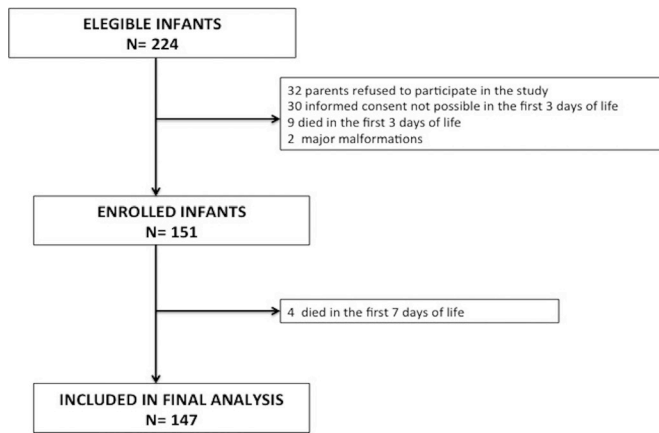 ELEGIBLE INFANTS
N= 224
32 parents refused to participate in the study
30 informed consent not possible in the first 3 days of life
9 died in the first 3 days of life
2 major malformations
ENROLLED INFANTS
N= 151
4 died in the first 7 days of life
INCLUDED IN FINAL ANALYSIS
N= 147